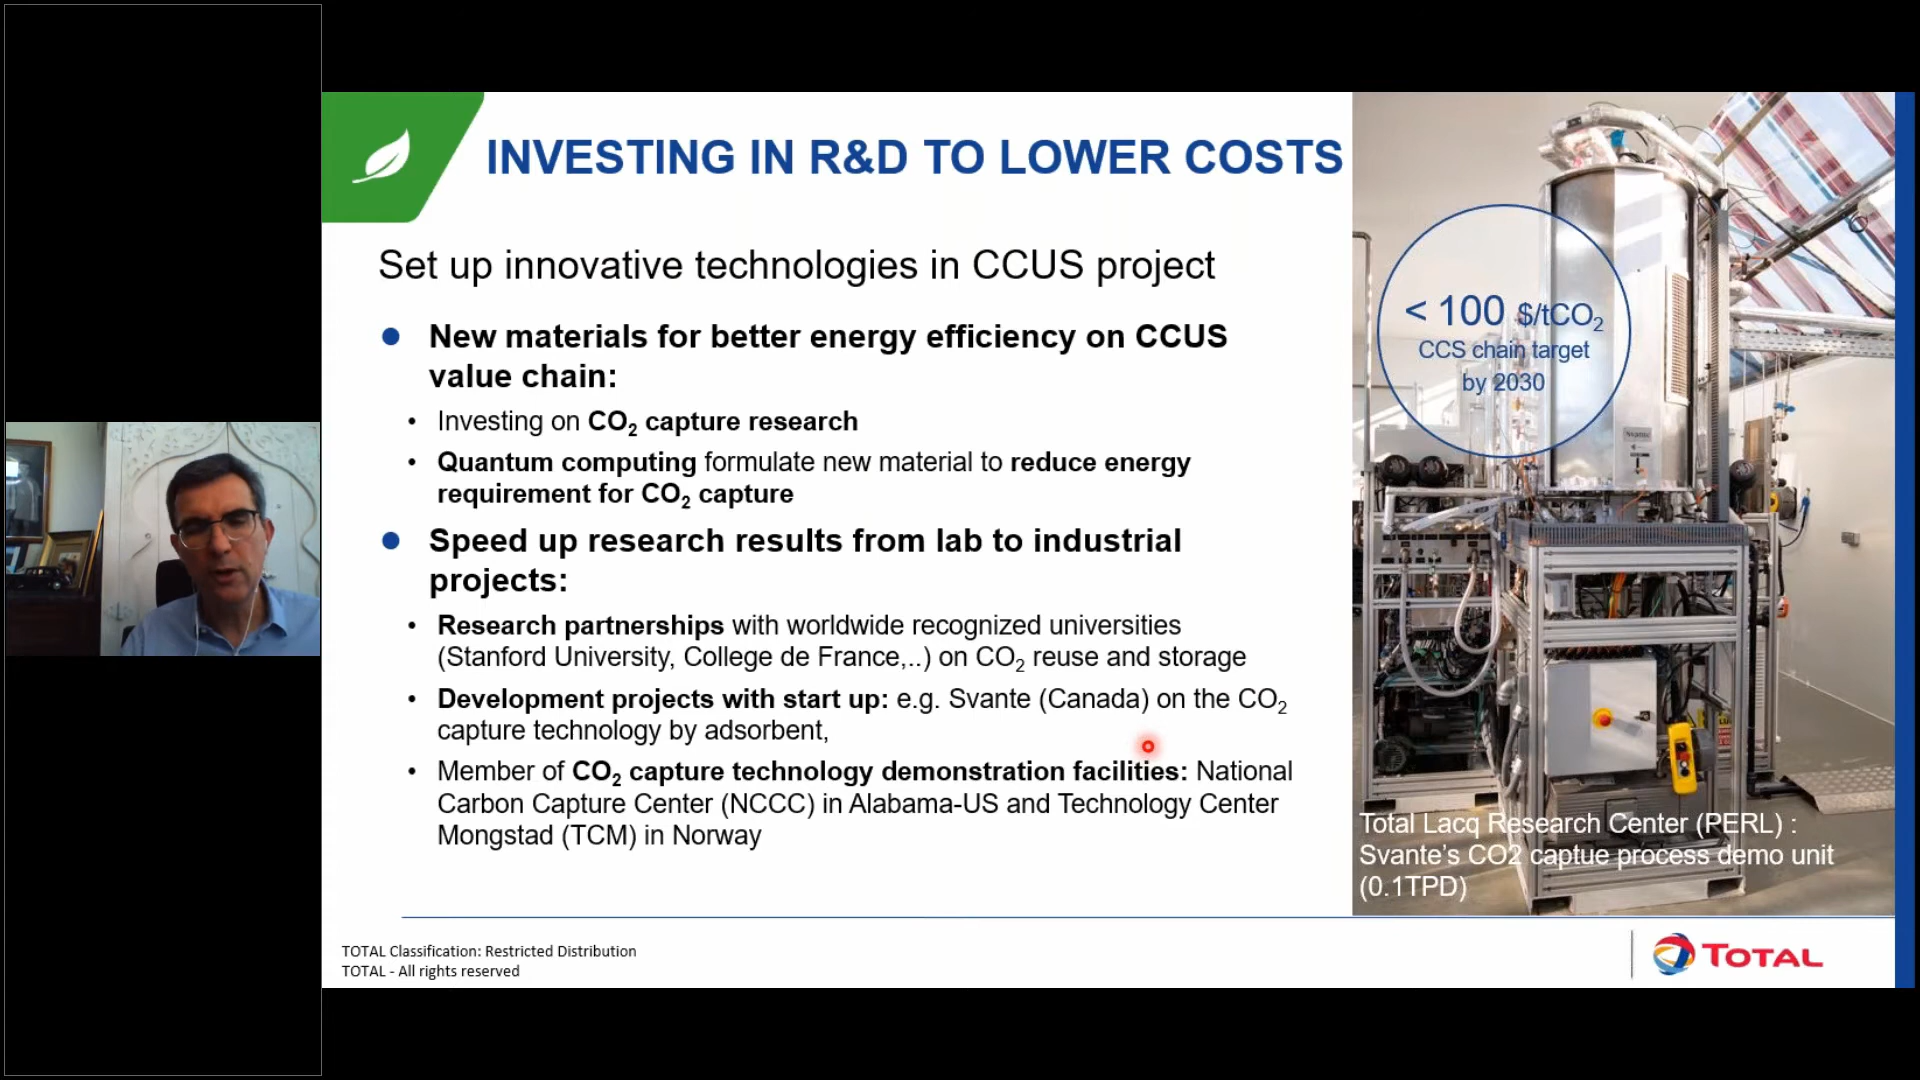 INVESTING IN R&D TO LOWER COSTS
Set up innovative technologies in CCUS project
● New materials for better energy efficiency on CCUS
value chain:
• Investing on CO₂ capture research
• Quantum computing formulate new material to reduce energy
requirement for CO₂ capture
● Speed up research results from lab to industrial
projects:
• Research partnerships with worldwide recognized universities
(Stanford University, College de France,..) on CO₂ reuse and storage
• Development projects with start up: e.g. Svante (Canada) on the CO₂
capture technology by adsorbent,
• Member of CO₂ capture technology demonstration facilities: National
Carbon Capture Center (NCCC) in Alabama-US and Technology Center
Mongstad (TCM) in Norway
< 100 $/tCO₂
CCS chain target
by 2030
Total Lacq Research Center (PERL) :
Svante's CO2 captue process demo unit
(0.1TPD)
TOTAL Classification: Restricted Distribution
TOTAL - All rights reserved
TOTAL